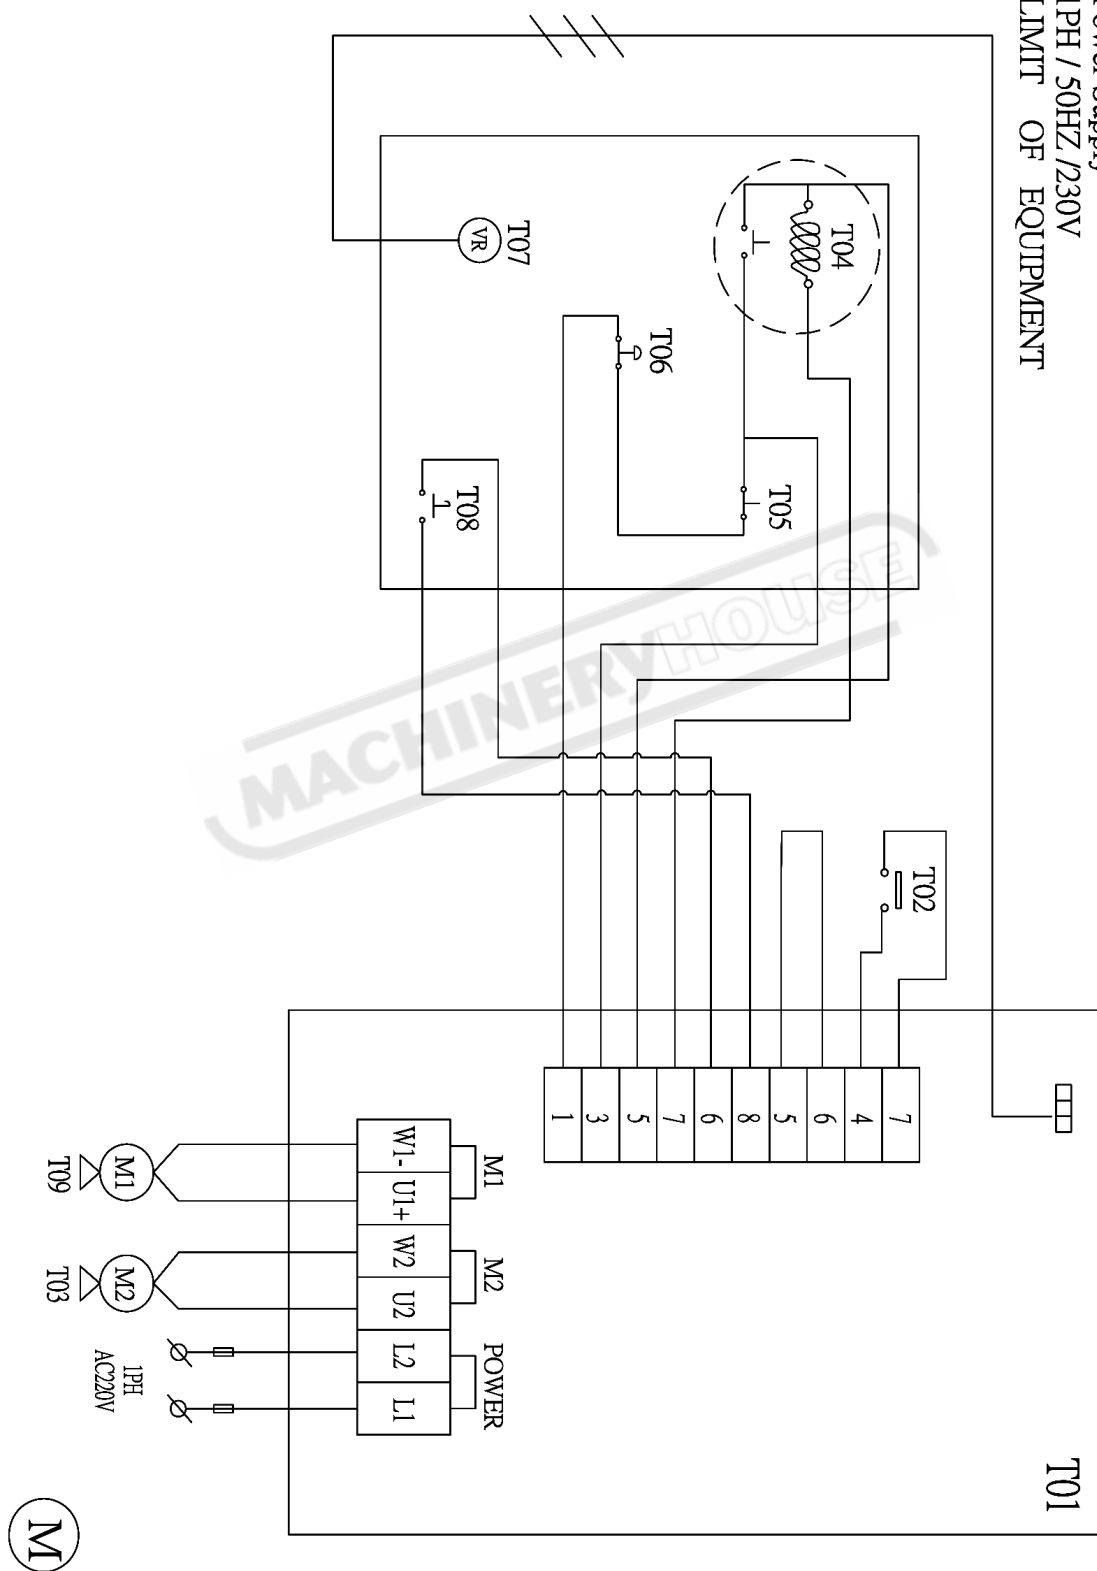 1PH / 50HZ /230V
LIMIT OF EQUIPMENT
T07
VR
T04
T06
T05
T08
MACHINERYHOUSE
T02
1
3
5
7
6
8
5
6
4
7
W1-
U1+
W2
U2
L2
L1
M1
M2
POWER
M1
T09
M2
T03
1PH
AC220V
T01
M